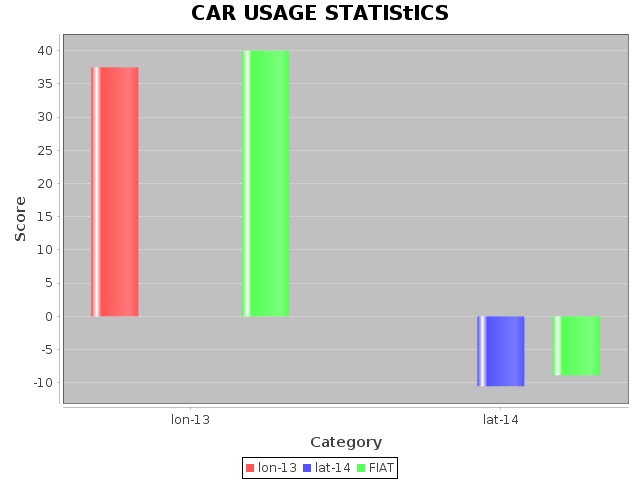 CAR USAGE STATIStICS
40
35
30
25
20
15
10
5
0
-5
-10
Score
lon-13 lat-14
Category
lon-13 lat-14 FIAT